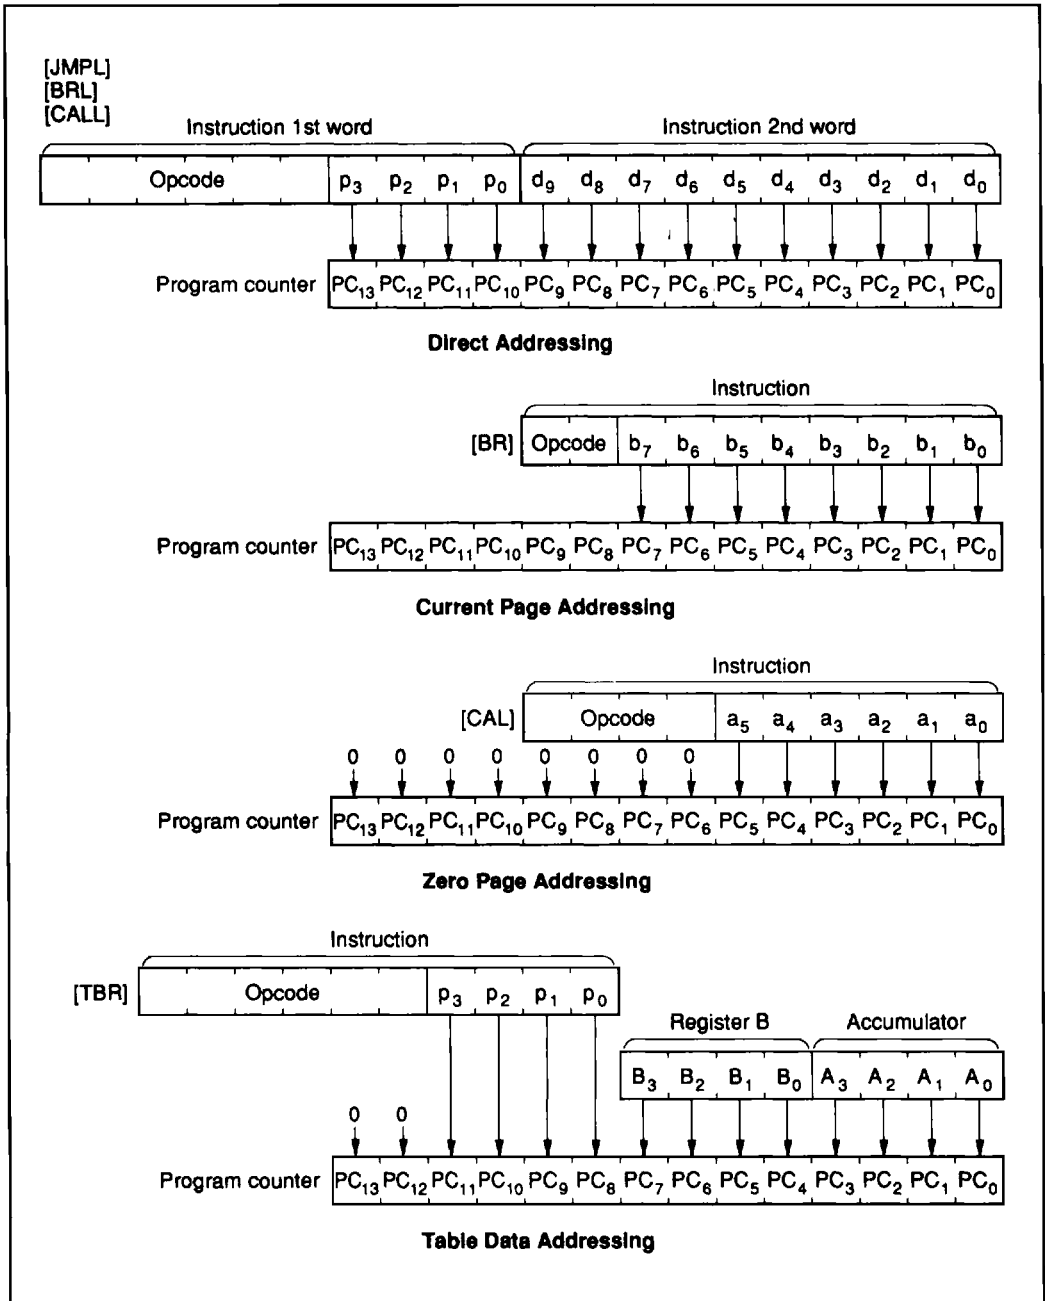 [JMPL]
[BRL]
[CALL]
Instruction 1st word Instruction 2nd word
Opcode p3 p2 p1 p0 d9 d8 d7 d6 d5 d4 d3 d2 d1 d0
Program counter PC13 PC12 PC11 PC10 PC9 PC8 PC7 PC6 PC5 PC4 PC3 PC2 PC1 PC0
Direct Addressing
Instruction
[BR] Opcode b7 b6 b5 b4 b3 b2 b1 b0
Program counter PC13 PC12 PC11 PC10 PC9 PC8 PC7 PC6 PC5 PC4 PC3 PC2 PC1 PC0
Current Page Addressing
Instruction
[CAL] Opcode a5 a4 a3 a2 a1 a0
0 0 0 0 0 0 0 0
Program counter PC13 PC12 PC11 PC10 PC9 PC8 PC7 PC6 PC5 PC4 PC3 PC2 PC1 PC0
Zero Page Addressing
Instruction
[TBR] Opcode p3 p2 p1 p0
Register B Accumulator
B3 B2 B1 B0 A3 A2 A1 A0
0 0
Program counter PC13 PC12 PC11 PC10 PC9 PC8 PC7 PC6 PC5 PC4 PC3 PC2 PC1 PC0
Table Data Addressing